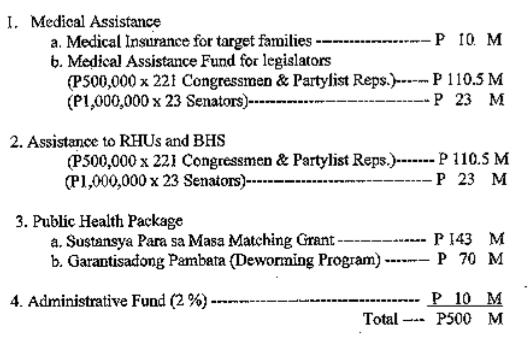 1. Medical Assistance
a. Medical Insurance for target families ------------------- P 10 M
b. Medical Assistance Fund for legislators
(P500,000 x 221 Congressmen & Partylist Reps.)------ P 110.5 M
(P1,000,000 x 23 Senators)------------------------------- P 23 M
2. Assistance to RHUs and BHS
(P500,000 x 221 Congressmen & Partylist Reps.)------- P 110.5 M
(P1,000,000 x 23 Senators)------------------------------- P 23 M
3. Public Health Package
a. Sustansya Para sa Masa Matching Grant --------------- P 143 M
b. Garantisadong Pambata (Deworming Program) -------- P 70 M
4. Administrative Fund (2 %) ----------------------------------- P 10 M
Total ---- P500 M